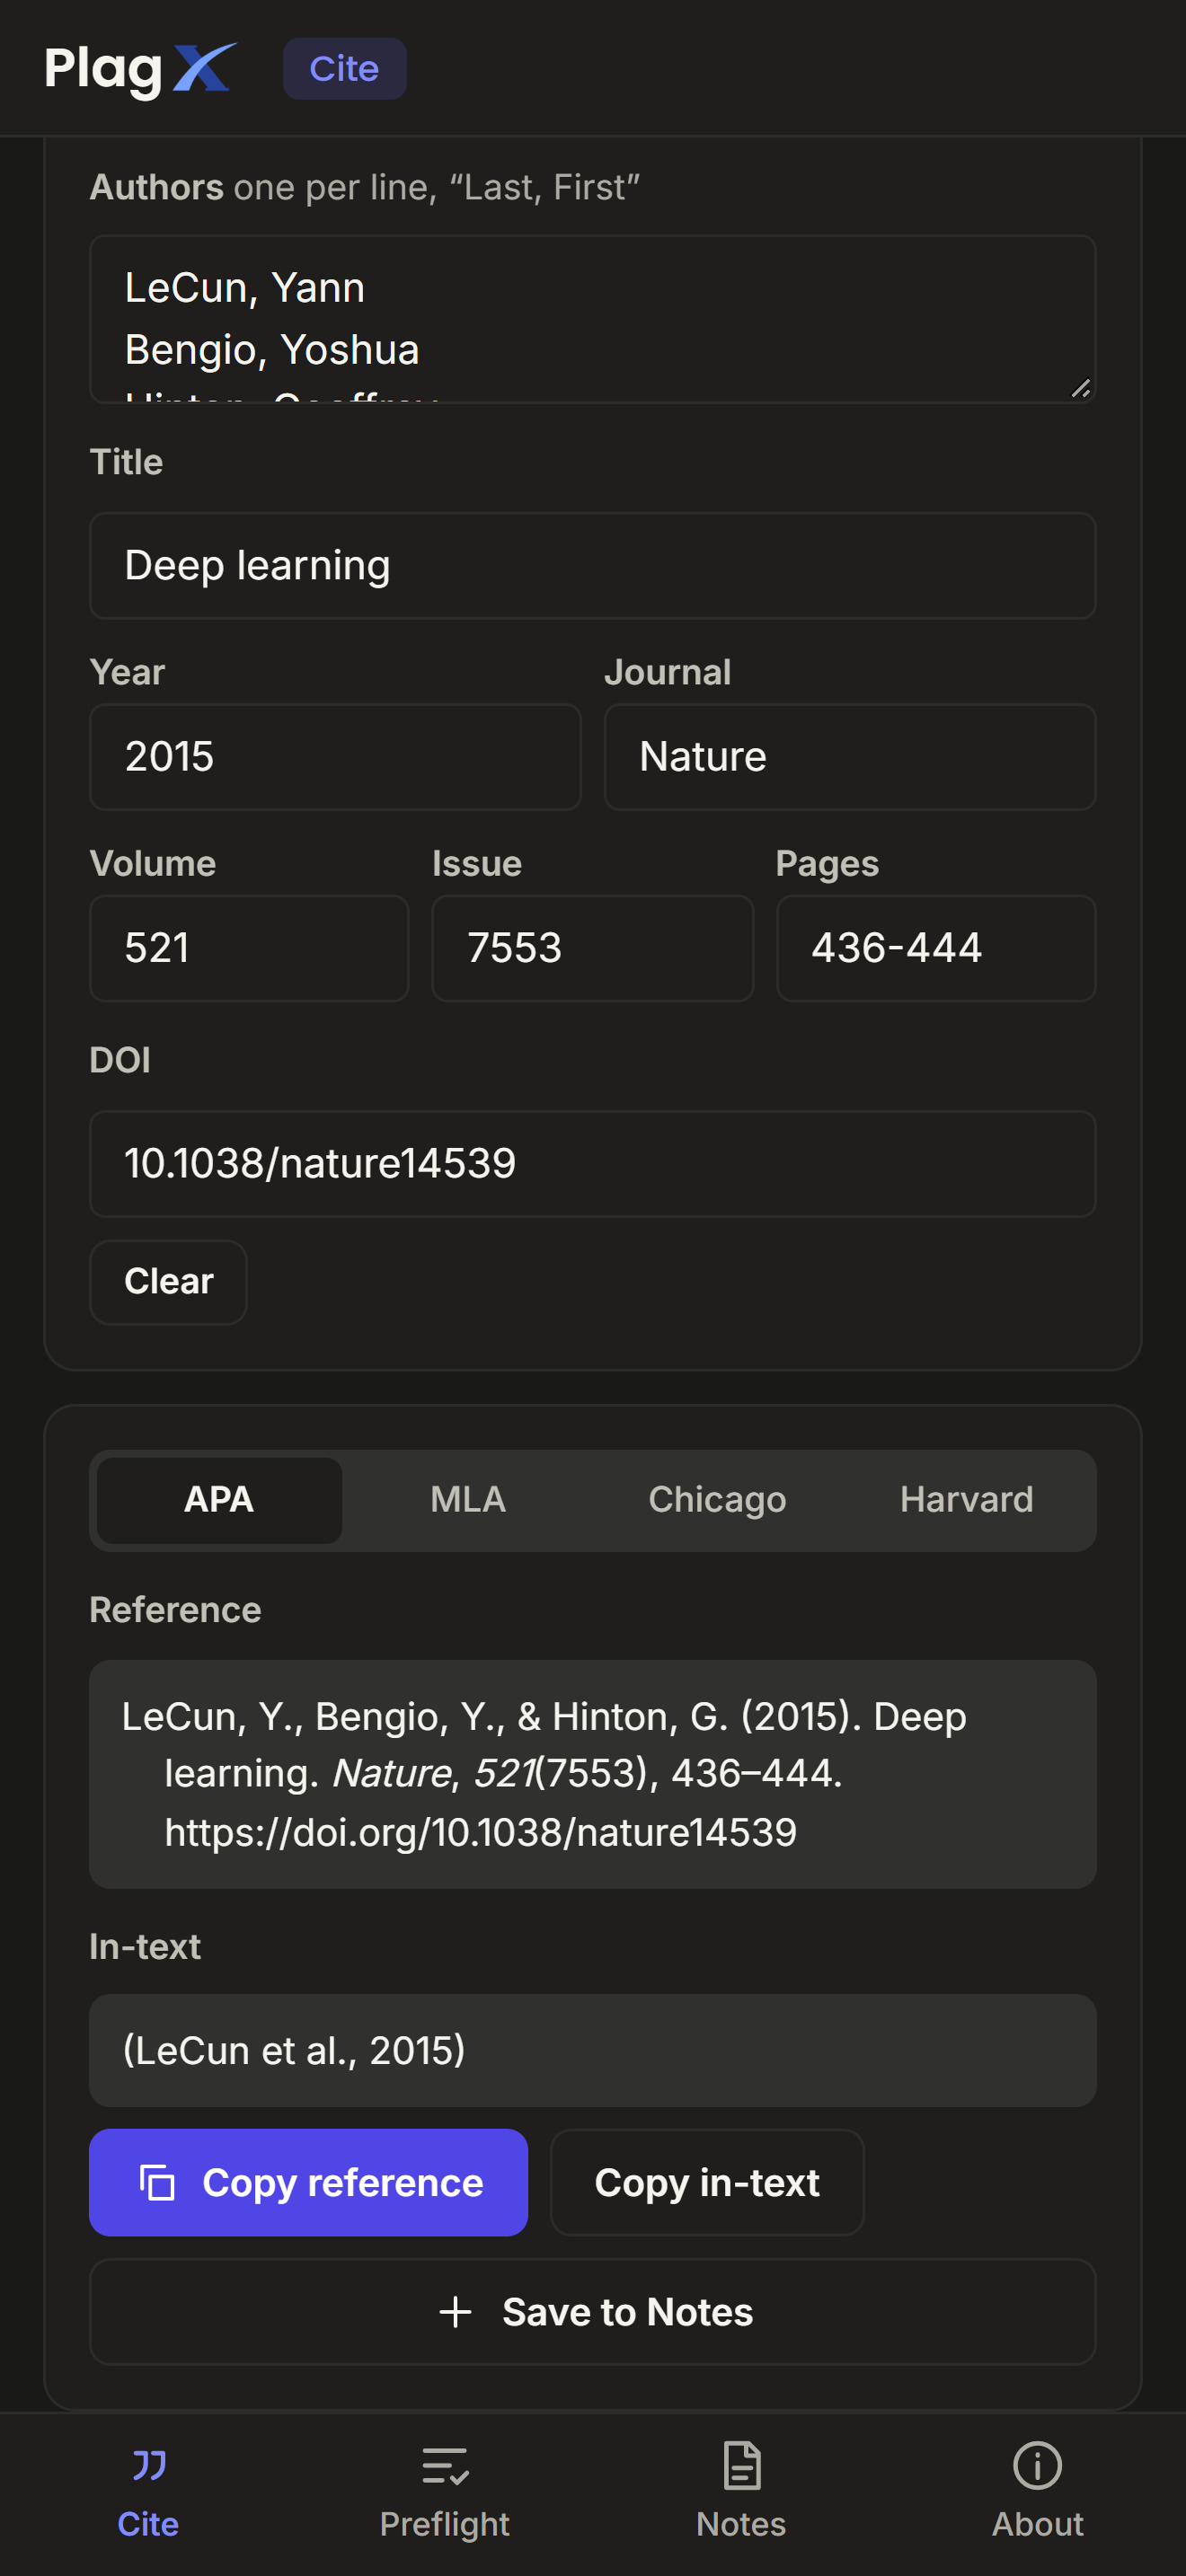 PlagX Cite
Authors one per line, “Last, First”
LeCun, Yann
Bengio, Yoshua
Hinton, Geoffrey
Title
Deep learning
Year Journal
2015 Nature
Volume Issue Pages
521 7553 436-444
DOI
10.1038/nature14539
Clear
APA MLA Chicago Harvard
Reference
LeCun, Y., Bengio, Y., & Hinton, G. (2015). Deep
learning. Nature, 521(7553), 436–444.
https://doi.org/10.1038/nature14539
In-text
(LeCun et al., 2015)
Copy reference Copy in-text
Save to Notes
Cite Preflight Notes About